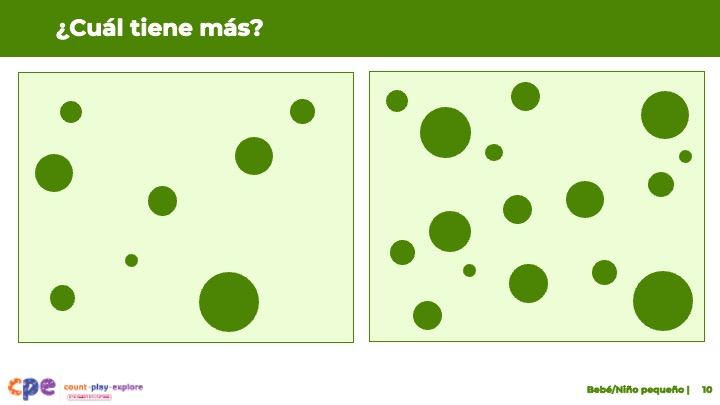 ¿Cuál tiene más?
cpe count·play·explore
Bebé/Niño pequeño | 10